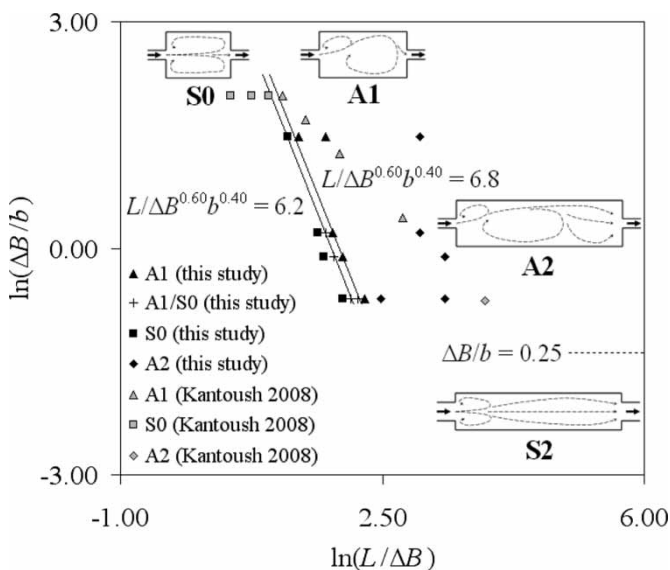 3.00
S0
A1
L/ΔB^0.60 b^0.40 = 6.8
L/ΔB^0.60 b^0.40 = 6.2
ln(ΔB/b)
0.00
A2
A1 (this study)
A1/S0 (this study)
S0 (this study)
A2 (this study)
A1 (Kantoush 2008)
S0 (Kantoush 2008)
A2 (Kantoush 2008)
ΔB/b = 0.25
S2
-3.00
-1.00
2.50
6.00
ln(L/ΔB)